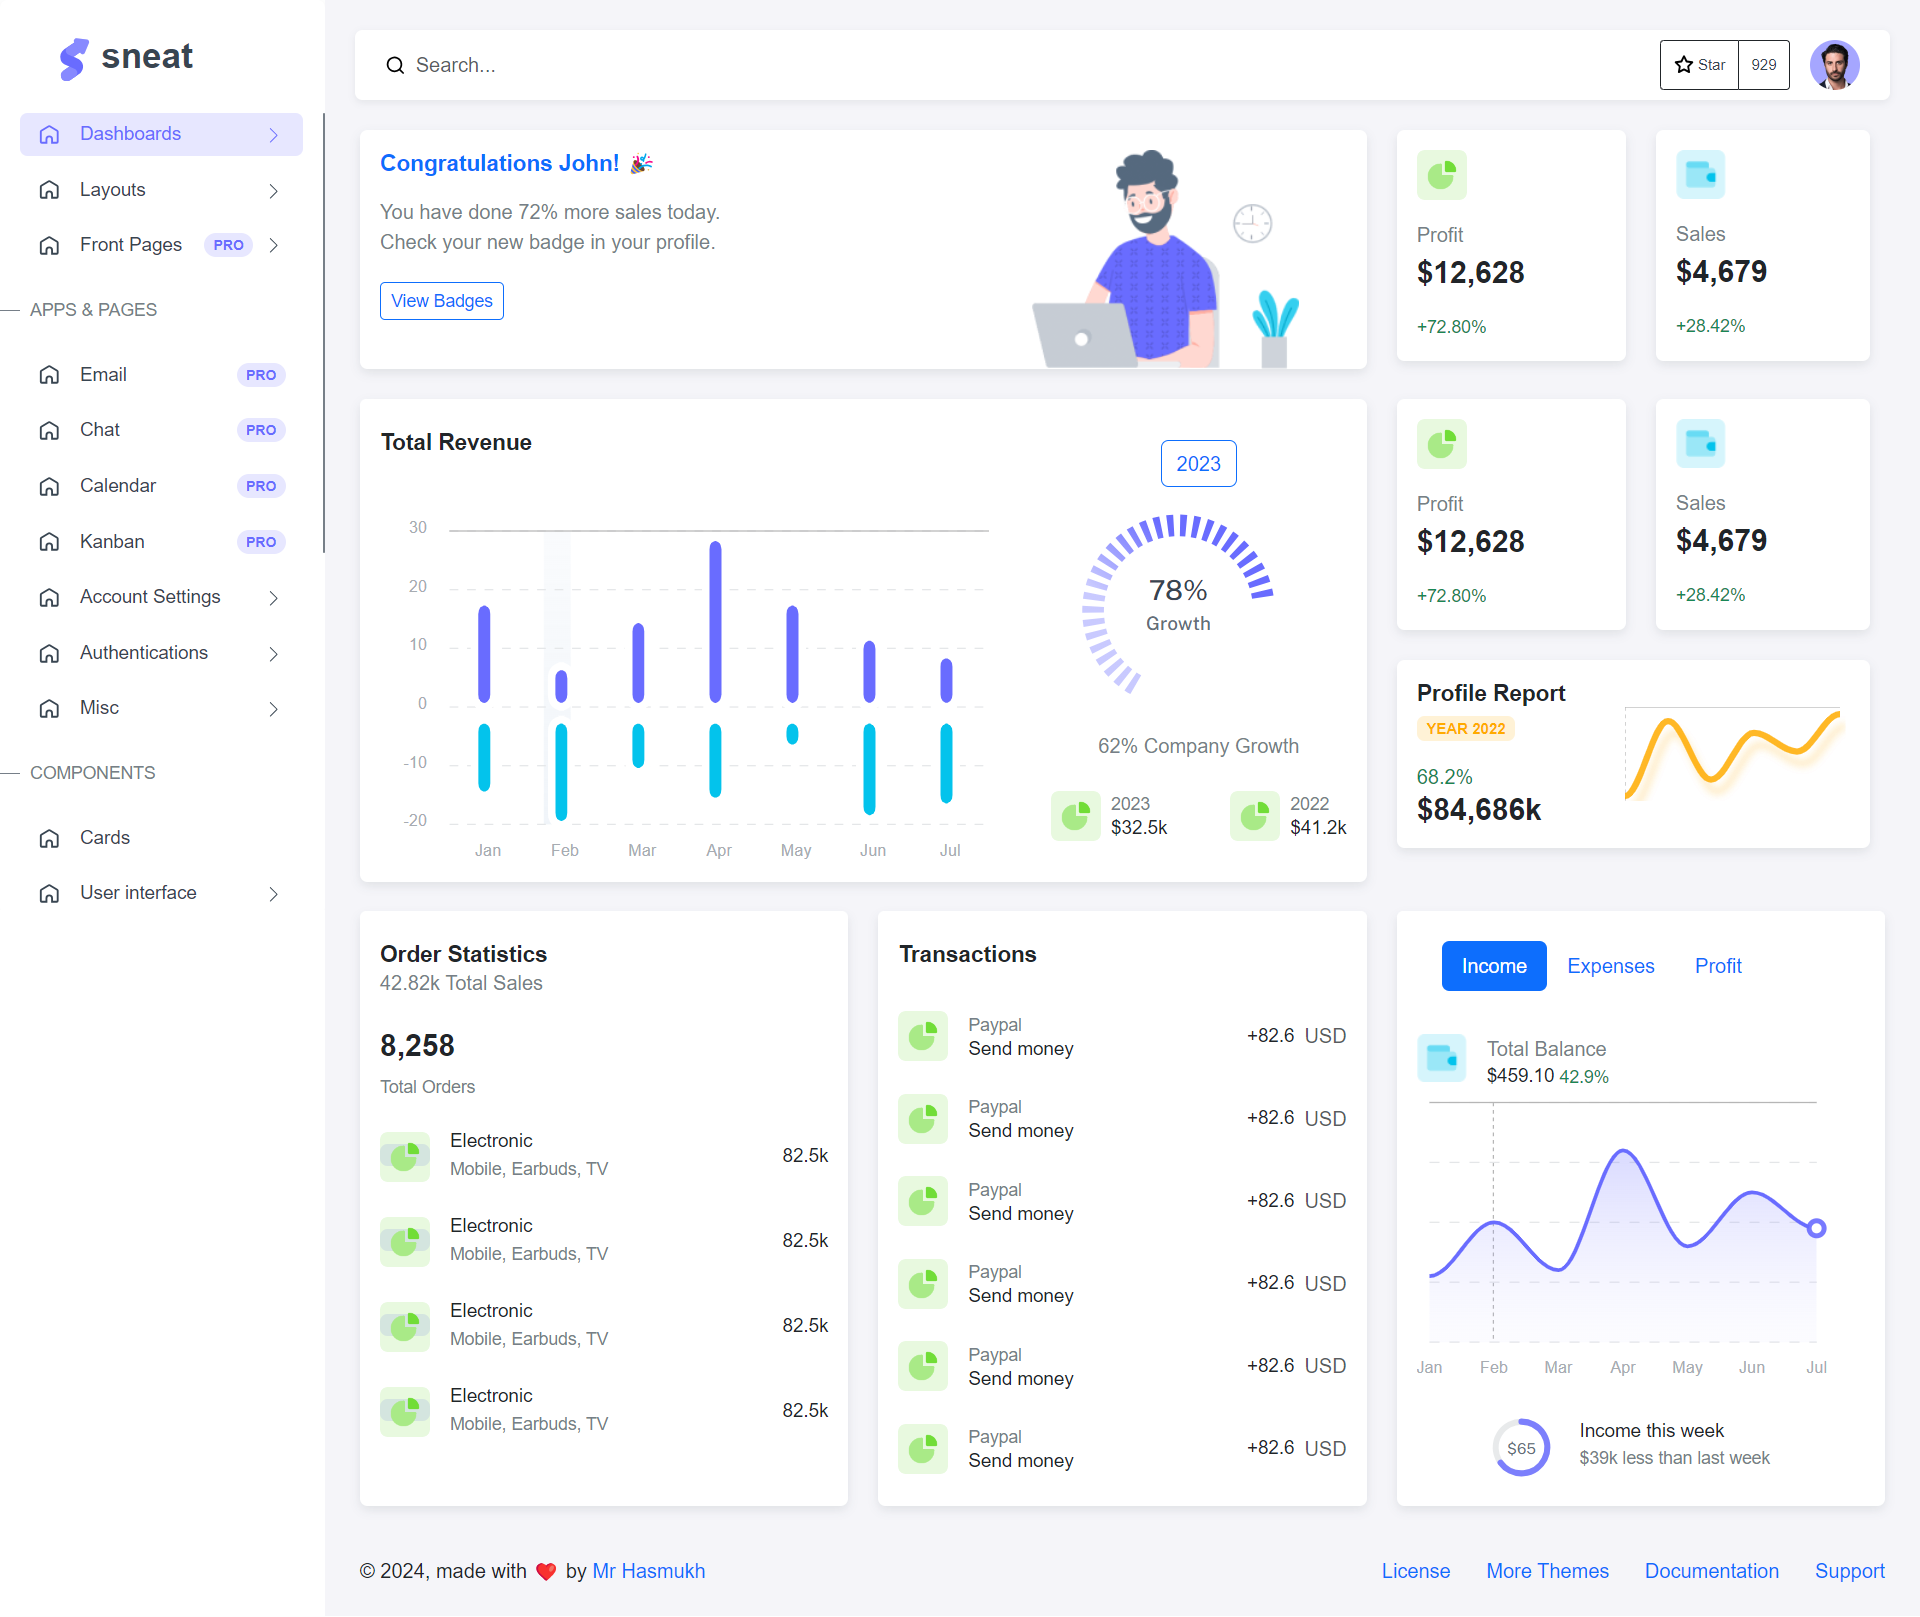 sneat
Dashboards
Layouts
Front Pages PRO
APPS & PAGES
Email PRO
Chat PRO
Calendar PRO
Kanban PRO
Account Settings
Authentications
Misc
COMPONENTS
Cards
User interface
Search...
Star 929
Congratulations John!
You have done 72% more sales today.
Check your new badge in your profile.
View Badges
Profit
$12,628
+72.80%
Sales
$4,679
+28.42%
Total Revenue
30
20
10
0
-10
-20
Jan Feb Mar Apr May Jun Jul
2023
78%
Growth
62% Company Growth
2023
$32.5k
2022
$41.2k
Profit
$12,628
+72.80%
Sales
$4,679
+28.42%
Profile Report
YEAR 2022
68.2%
$84,686k
Order Statistics
42.82k Total Sales
8,258
Total Orders
Electronic
Mobile, Earbuds, TV
82.5k
Electronic
Mobile, Earbuds, TV
82.5k
Electronic
Mobile, Earbuds, TV
82.5k
Electronic
Mobile, Earbuds, TV
82.5k
Transactions
Paypal
Send money
+82.6 USD
Paypal
Send money
+82.6 USD
Paypal
Send money
+82.6 USD
Paypal
Send money
+82.6 USD
Paypal
Send money
+82.6 USD
Paypal
Send money
+82.6 USD
Income Expenses Profit
Total Balance
$459.10 42.9%
Jan Feb Mar Apr May Jun Jul
$65
Income this week
$39k less than last week
© 2024, made with ❤️ by Mr Hasmukh
License More Themes Documentation Support